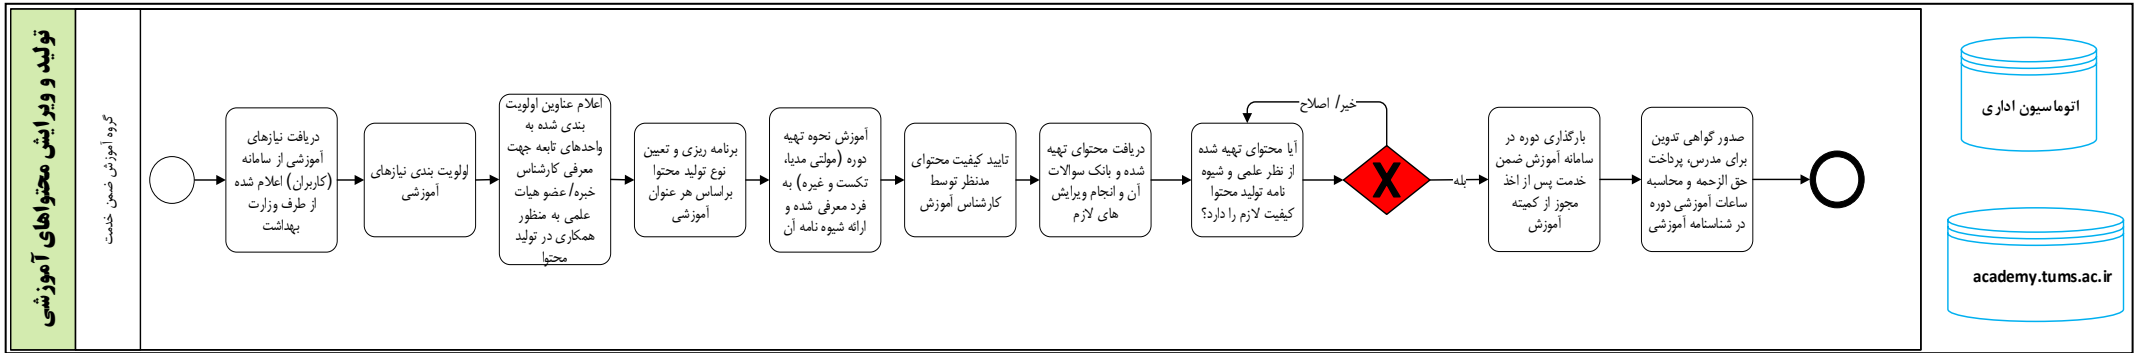 تولید و ویرایش محتواهای آموزشی
گروه آموزش ضمن خدمت
دریافت نیازهای
آموزشی از سامانه
(کاربران) اعلام شده
از طرف وزارت
بهداشت
اولویت بندی نیازهای
آموزشی
اعلام عناوین اولویت
بندی شده به
واحدهای تابعه جهت
معرفی کارشناس
خبره/عضو هیات
علمی به منظور
همکاری در تولید
محتوا
برنامه ریزی و تعیین
نوع تولید محتوا
براساس هر عنوان
آموزشی
آموزش نحوه تهیه
دوره (مولتی مدیا،
تکست و غیره) به
فرد معرفی شده و
ارائه شیوه نامه آن
تایید کیفیت محتوای
مدنظر توسط
کارشناس آموزش
دریافت محتوای تهیه
شده و بانک سوالات
آن و انجام ویرایش
های لازم
آیا محتوای تهیه شده
از نظر علمی و شیوه
نامه تولید محتوا
کیفیت لازم را دارد؟
خیر/ اصلاح
X
بله
بارگذاری دوره در
سامانه آموزش ضمن
خدمت پس از اخذ
مجوز از کمیته
آموزش
صدور گواهی تدوین
برای مدرس، پرداخت
حق الزحمه و محاسبه
ساعات آموزشی دوره
در شناسنامه آموزشی
اتوماسیون اداری
academy.tums.ac.ir